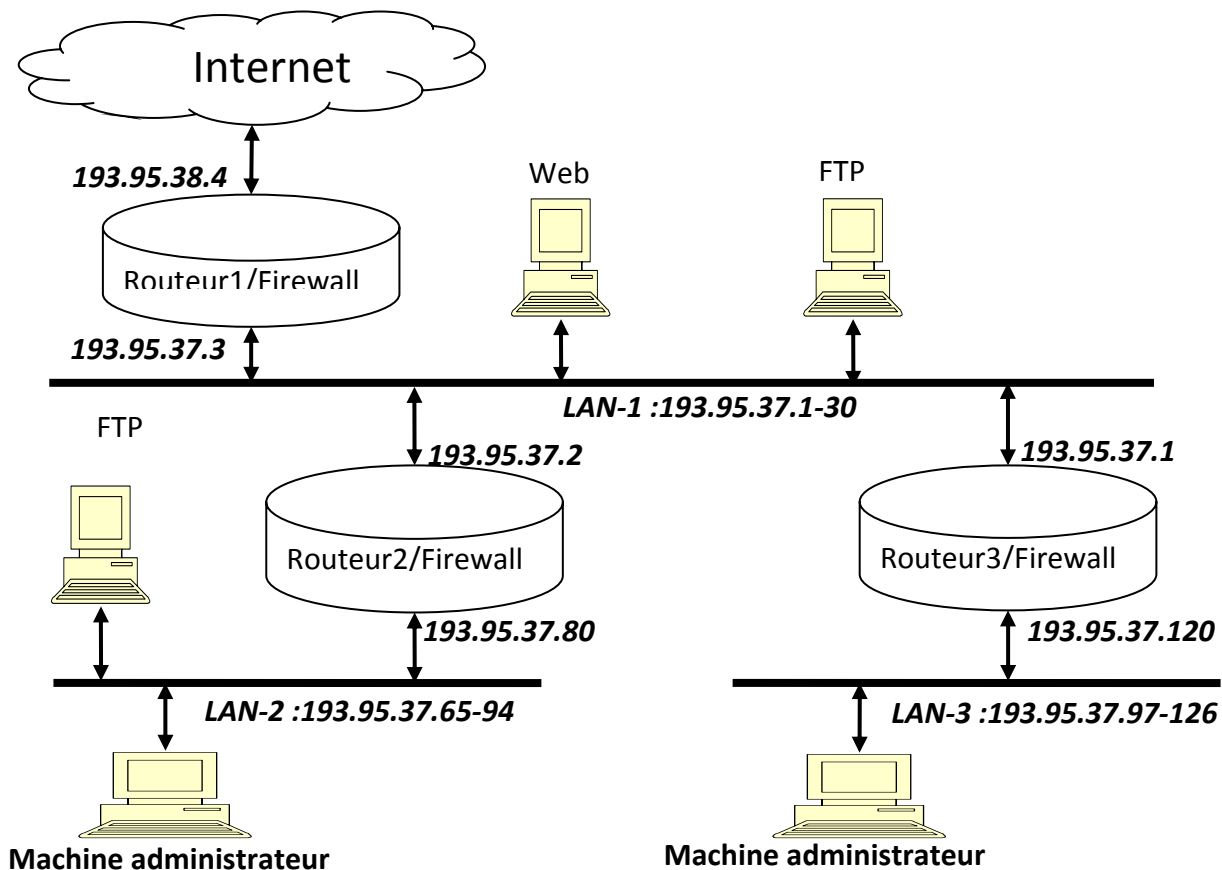 Internet
193.95.38.4
Web
FTP
Routeur1/Firewall
193.95.37.3
LAN-1 :193.95.37.1-30
FTP
193.95.37.2
193.95.37.1
Routeur2/Firewall
Routeur3/Firewall
193.95.37.80
193.95.37.120
LAN-2 :193.95.37.65-94
LAN-3 :193.95.37.97-126
Machine administrateur
Machine administrateur